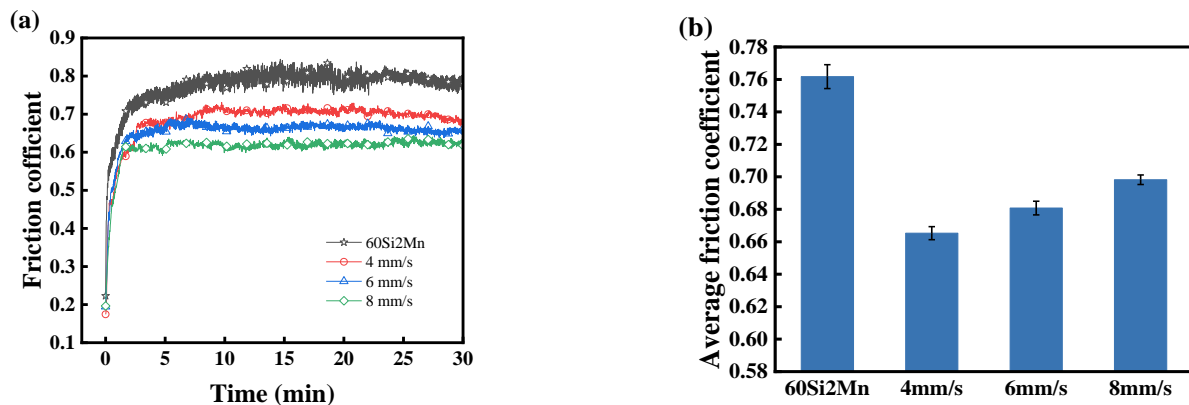 (a)
Friction cofficient
0.9
0.8
0.7
0.6
0.5
0.4
0.3
0.2
0.1
60Si2Mn
4 mm/s
6 mm/s
8 mm/s
0 5 10 15 20 25 30
Time (min)
(b)
Average friction coefficient
0.78
0.76
0.74
0.72
0.70
0.68
0.66
0.64
0.62
0.60
0.58
60Si2Mn 4mm/s 6mm/s 8mm/s